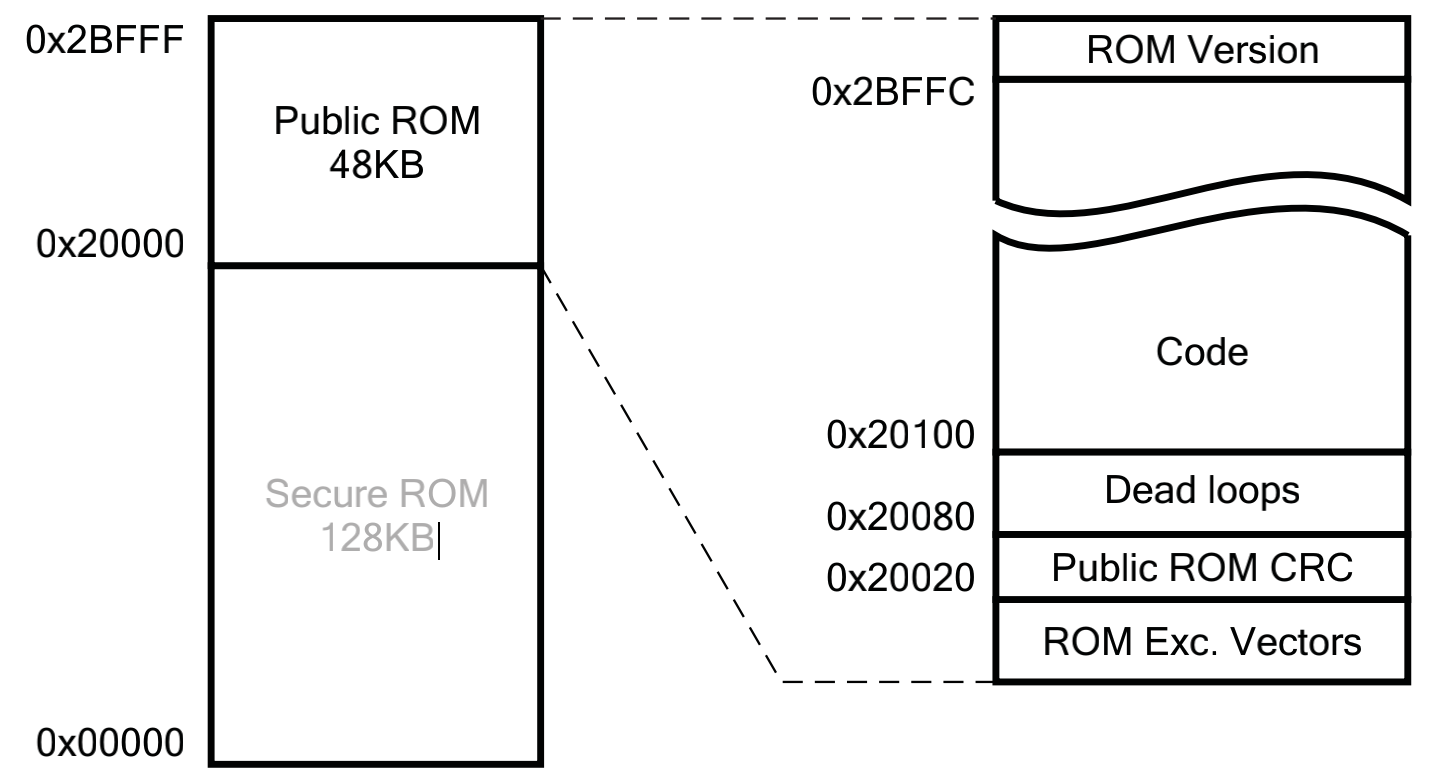 0x2BFFF
Public ROM
48KB
0x20000
Secure ROM
128KB
0x00000
ROM Version
0x2BFFC
Code
0x20100
Dead loops
0x20080
Public ROM CRC
0x20020
ROM Exc. Vectors